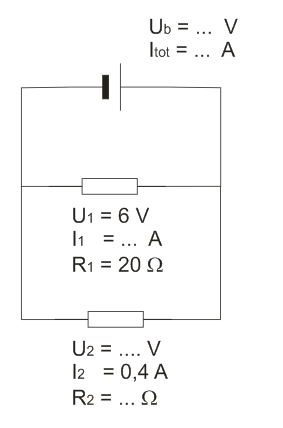 Ub = ... V
Itot = ... A
U1 = 6 V
I1 = ... A
R1 = 20 Ω
U2 = .... V
I2 = 0,4 A
R2 = ... Ω